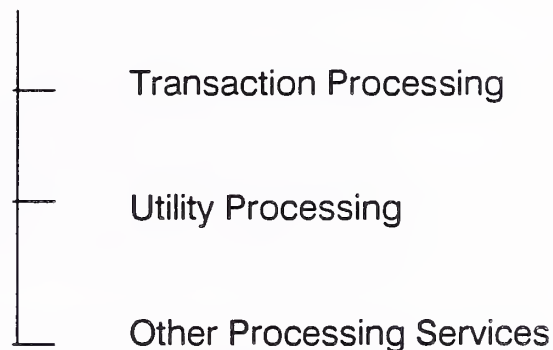 Transaction Processing
Utility Processing
Other Processing Services